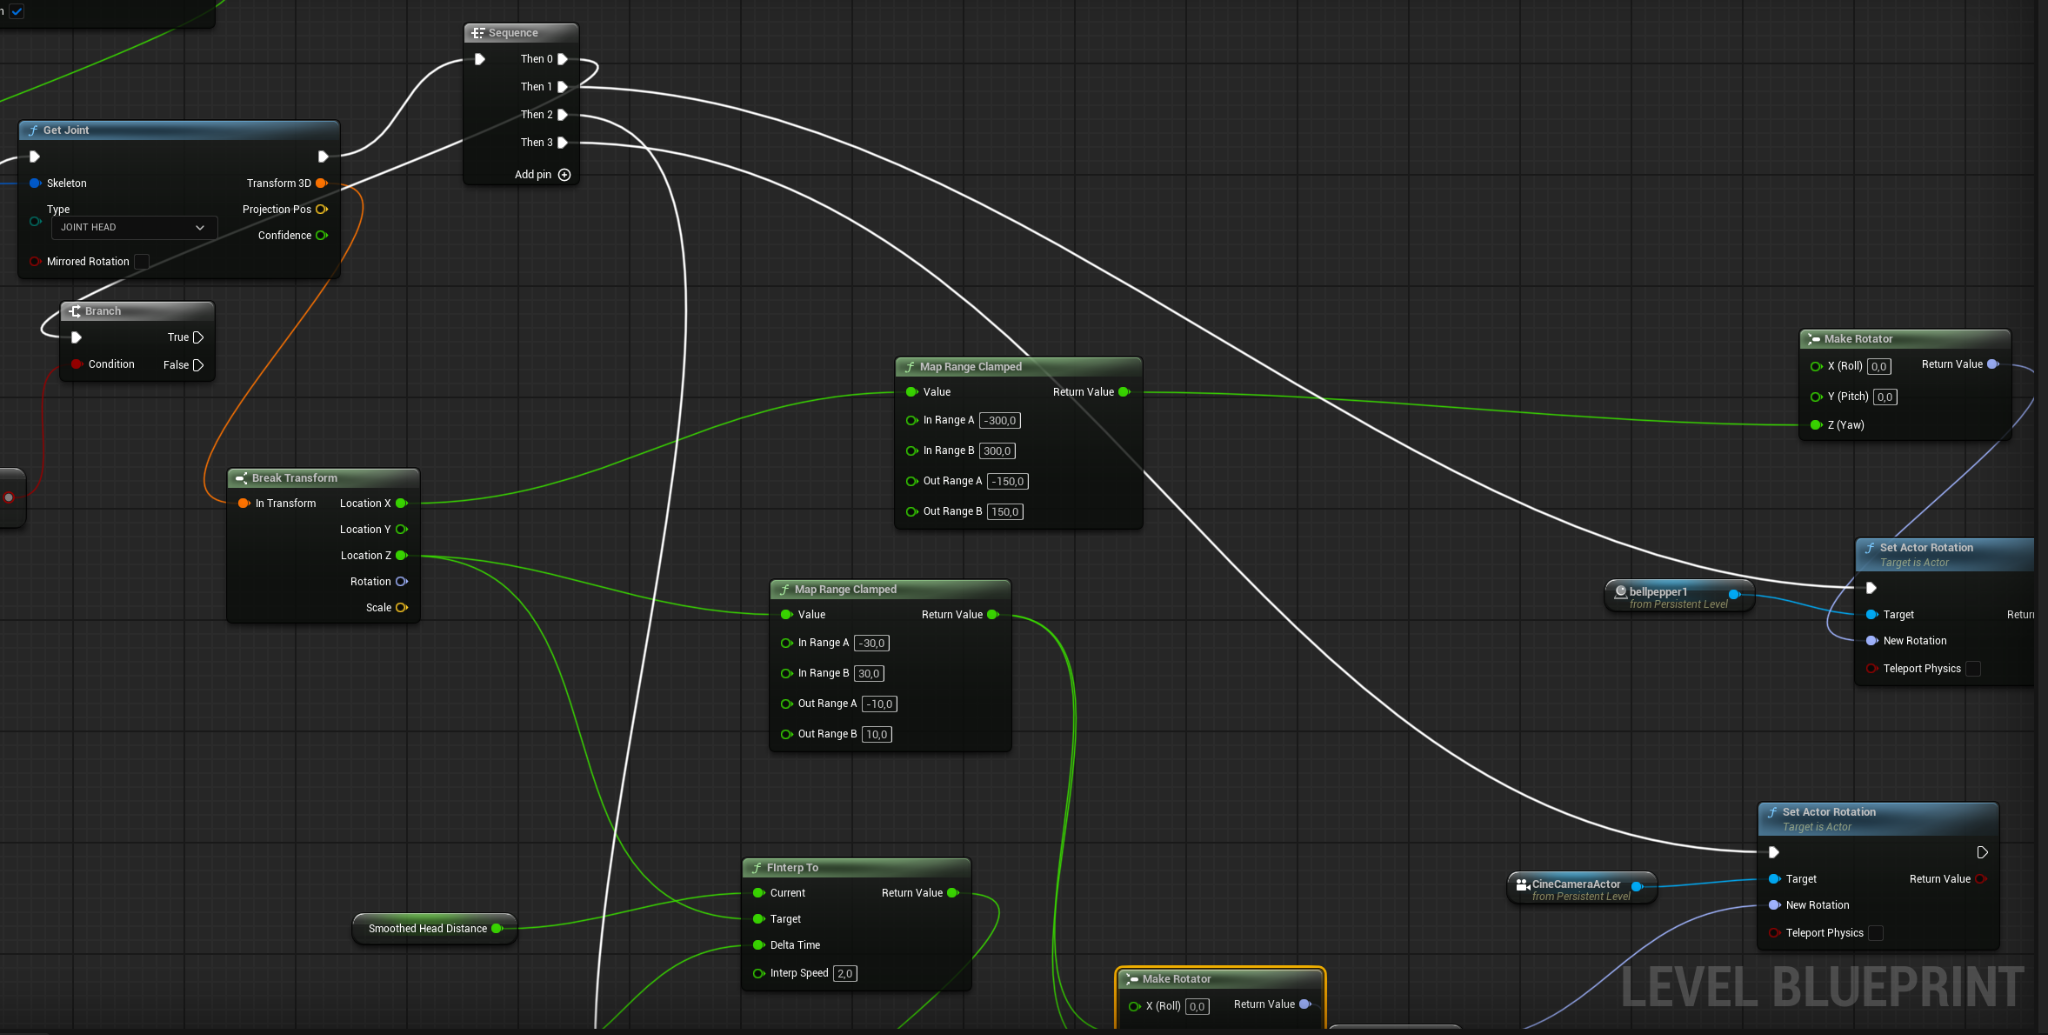 Sequence
Then 0
Then 1
Then 2
Then 3
Add pin
Get Joint
Skeleton
Transform 3D
Type
JOINT HEAD
Projection Pos
Confidence
Mirrored Rotation
Branch
True
Condition
False
Break Transform
In Transform
Location X
Location Y
Location Z
Rotation
Scale
Map Range Clamped
Value
Return Value
In Range A -300,0
In Range B 300,0
Out Range A -150,0
Out Range B 150,0
Map Range Clamped
Value
Return Value
In Range A -30,0
In Range B 30,0
Out Range A -10,0
Out Range B 10,0
Make Rotator
X (Roll) 0,0
Return Value
Y (Pitch) 0,0
Z (Yaw)
Set Actor Rotation
Target is Actor
bellpepper1
from Persistent Level
Target
New Rotation
Teleport Physics
FInterp To
Current
Return Value
Target
Delta Time
Interp Speed 2,0
Smoothed Head Distance
Set Actor Rotation
Target is Actor
CineCameraActor
from Persistent Level
Target
Return Value
New Rotation
Teleport Physics
Make Rotator
X (Roll) 0,0
Return Value
LEVEL BLUEPRINT